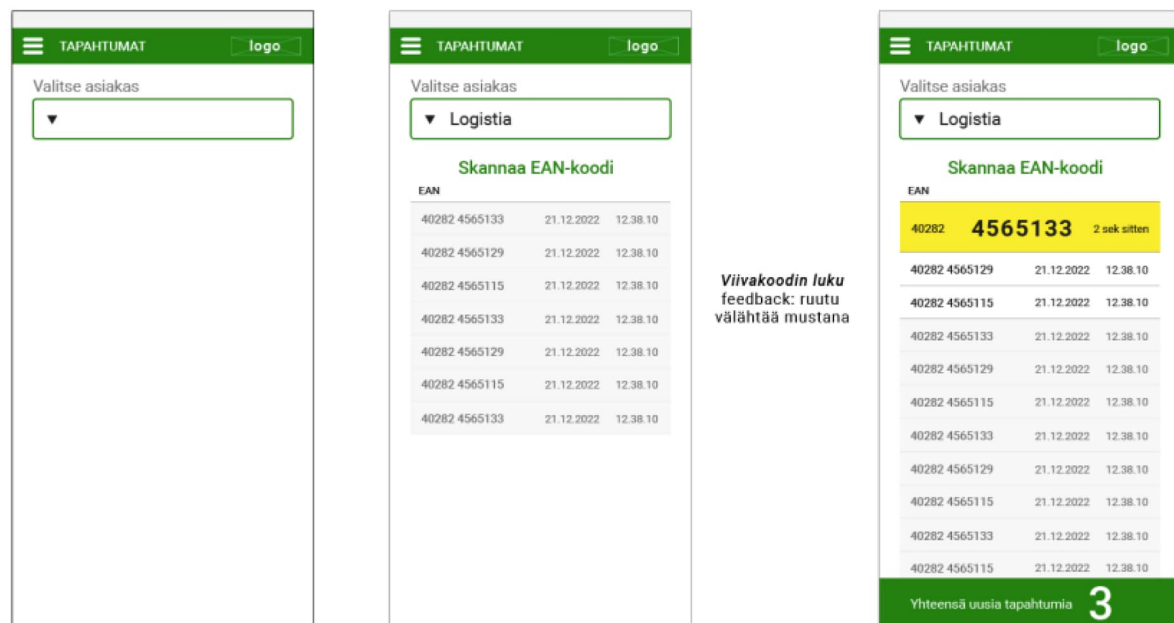 TAPAHTUMAT logo
Valitse asiakas
▼
TAPAHTUMAT logo
Valitse asiakas
▼ Logistia
Skannaa EAN-koodi
EAN
40282 4565133 21.12.2022 12.38.10
40282 4565129 21.12.2022 12.38.10
40282 4565115 21.12.2022 12.38.10
40282 4565133 21.12.2022 12.38.10
40282 4565129 21.12.2022 12.38.10
40282 4565115 21.12.2022 12.38.10
40282 4565133 21.12.2022 12.38.10
Viivakoodin luku
feedback: ruutu
välähtää mustana
TAPAHTUMAT logo
Valitse asiakas
▼ Logistia
Skannaa EAN-koodi
EAN
40282 4565133 2 sek sitten
40282 4565129 21.12.2022 12.38.10
40282 4565115 21.12.2022 12.38.10
40282 4565133 21.12.2022 12.38.10
40282 4565129 21.12.2022 12.38.10
40282 4565115 21.12.2022 12.38.10
40282 4565133 21.12.2022 12.38.10
40282 4565129 21.12.2022 12.38.10
40282 4565115 21.12.2022 12.38.10
40282 4565133 21.12.2022 12.38.10
40282 4565115 21.12.2022 12.38.10
Yhteensä uusia tapahtumia 3